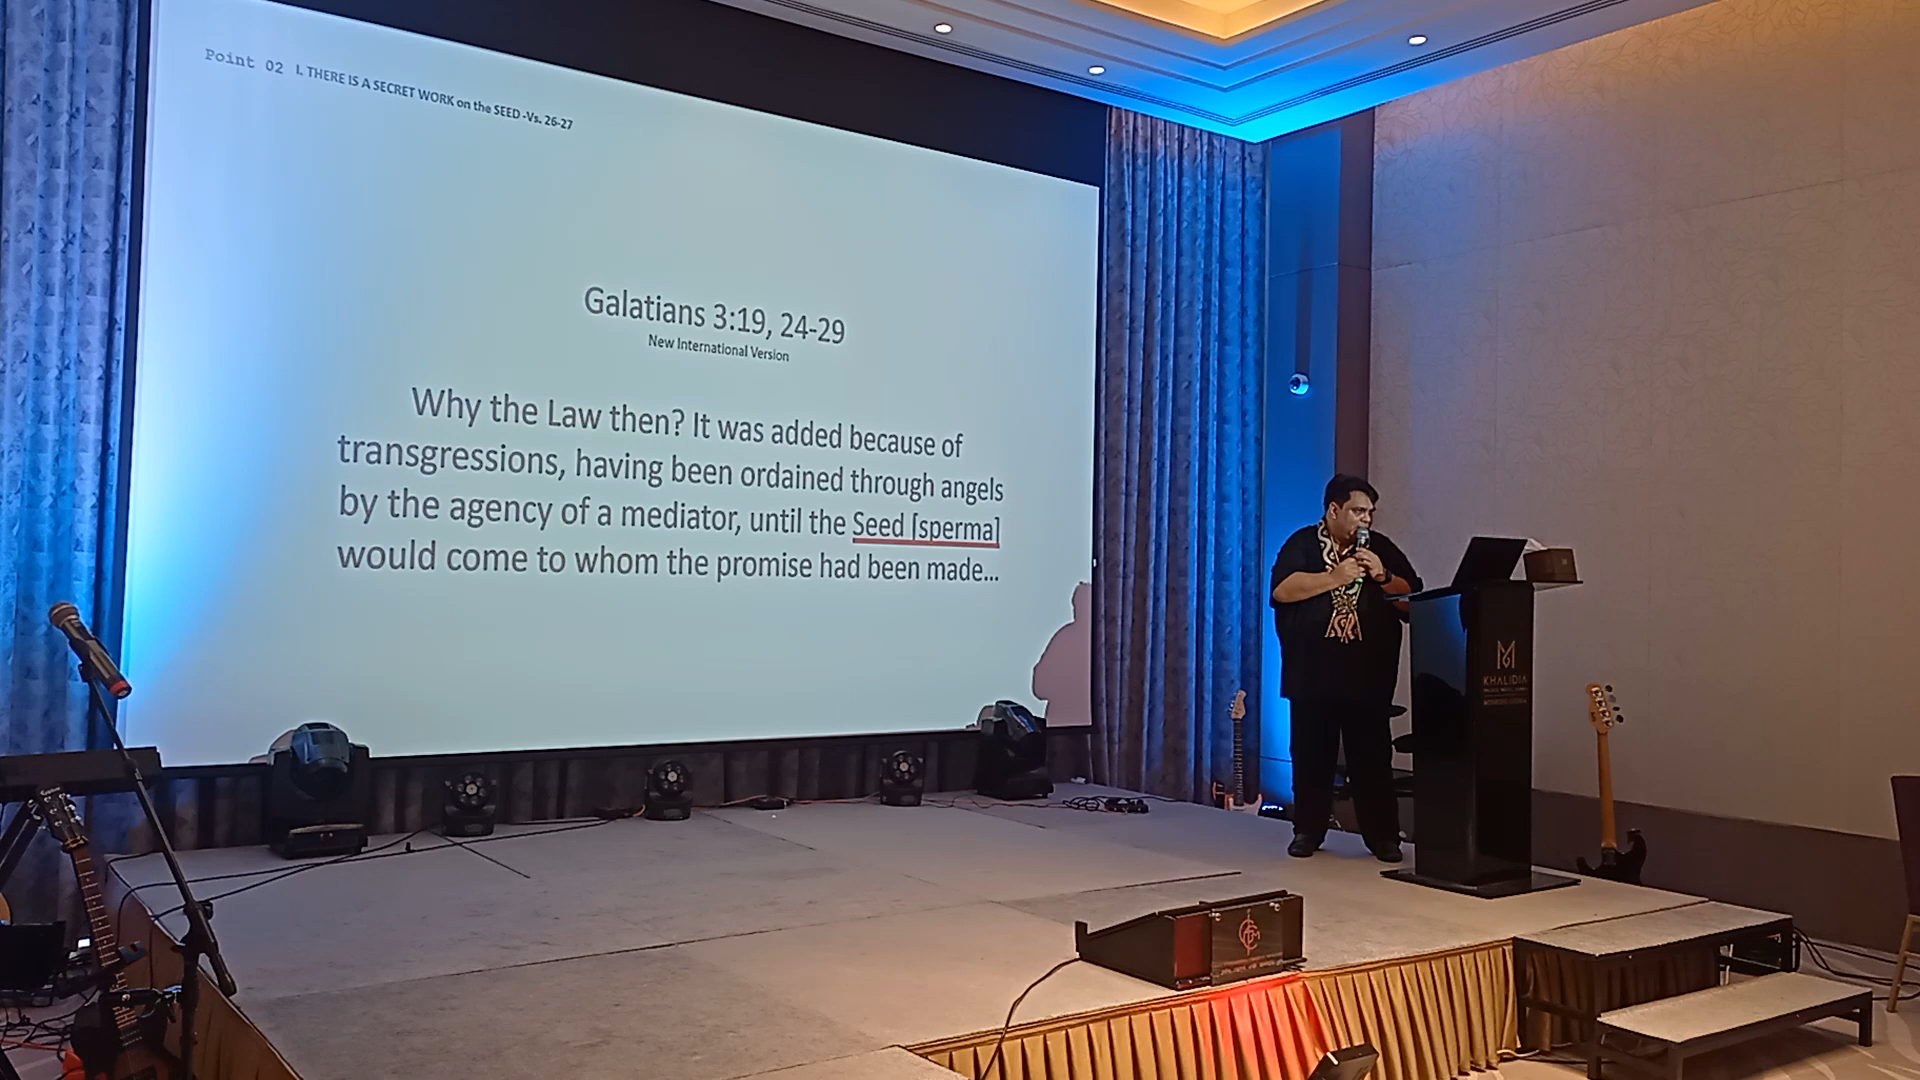 Point 02 I. THERE IS A SECRET WORK on the SEED -Vs. 26-27
Galatians 3:19, 24-29
New International Version
Why the Law then? It was added because of
transgressions, having been ordained through angels
by the agency of a mediator, until the Seed [sperma]
would come to whom the promise had been made...
KHALIDIA